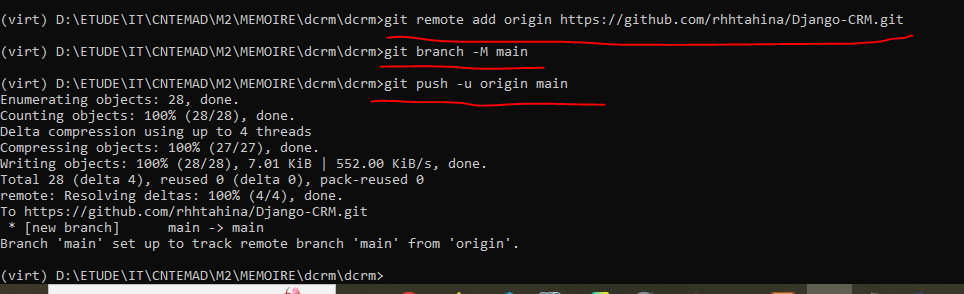 (virt) D:\ETUDE\IT\CNTEMAD\M2\MEMOIRE\dcrm\dcrm>git remote add origin https://github.com/rhhtahina/Django-CRM.git
(virt) D:\ETUDE\IT\CNTEMAD\M2\MEMOIRE\dcrm\dcrm>git branch -M main
(virt) D:\ETUDE\IT\CNTEMAD\M2\MEMOIRE\dcrm\dcrm>git push -u origin main
Enumerating objects: 28, done.
Counting objects: 100% (28/28), done.
Delta compression using up to 4 threads
Compressing objects: 100% (27/27), done.
Writing objects: 100% (28/28), 7.01 KiB | 552.00 KiB/s, done.
Total 28 (delta 4), reused 0 (delta 0), pack-reused 0
remote: Resolving deltas: 100% (4/4), done.
To https://github.com/rhhtahina/Django-CRM.git
 * [new branch]      main -> main
Branch 'main' set up to track remote branch 'main' from 'origin'.
(virt) D:\ETUDE\IT\CNTEMAD\M2\MEMOIRE\dcrm\dcrm>